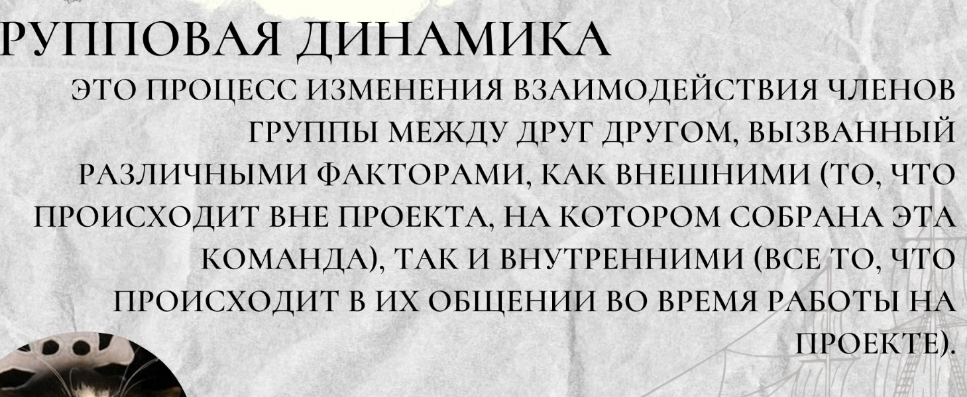 РУППОВАЯ ДИНАМИКА
ЭТО ПРОЦЕСС ИЗМЕНЕНИЯ ВЗАИМОДЕЙСТВИЯ ЧЛЕНОВ
ГРУППЫ МЕЖДУ ДРУГ ДРУГОМ, ВЫЗВАННЫЙ
РАЗЛИЧНЫМИ ФАКТОРАМИ, КАК ВНЕШНИМИ (ТО, ЧТО
ПРОИСХОДИТ ВНЕ ПРОЕКТА, НА КОТОРОМ СОБРАНА ЭТА
КОМАНДА), ТАК И ВНУТРЕННИМИ (ВСЕ ТО, ЧТО
ПРОИСХОДИТ В ИХ ОБЩЕНИИ ВО ВРЕМЯ РАБОТЫ НА
ПРОЕКТЕ).